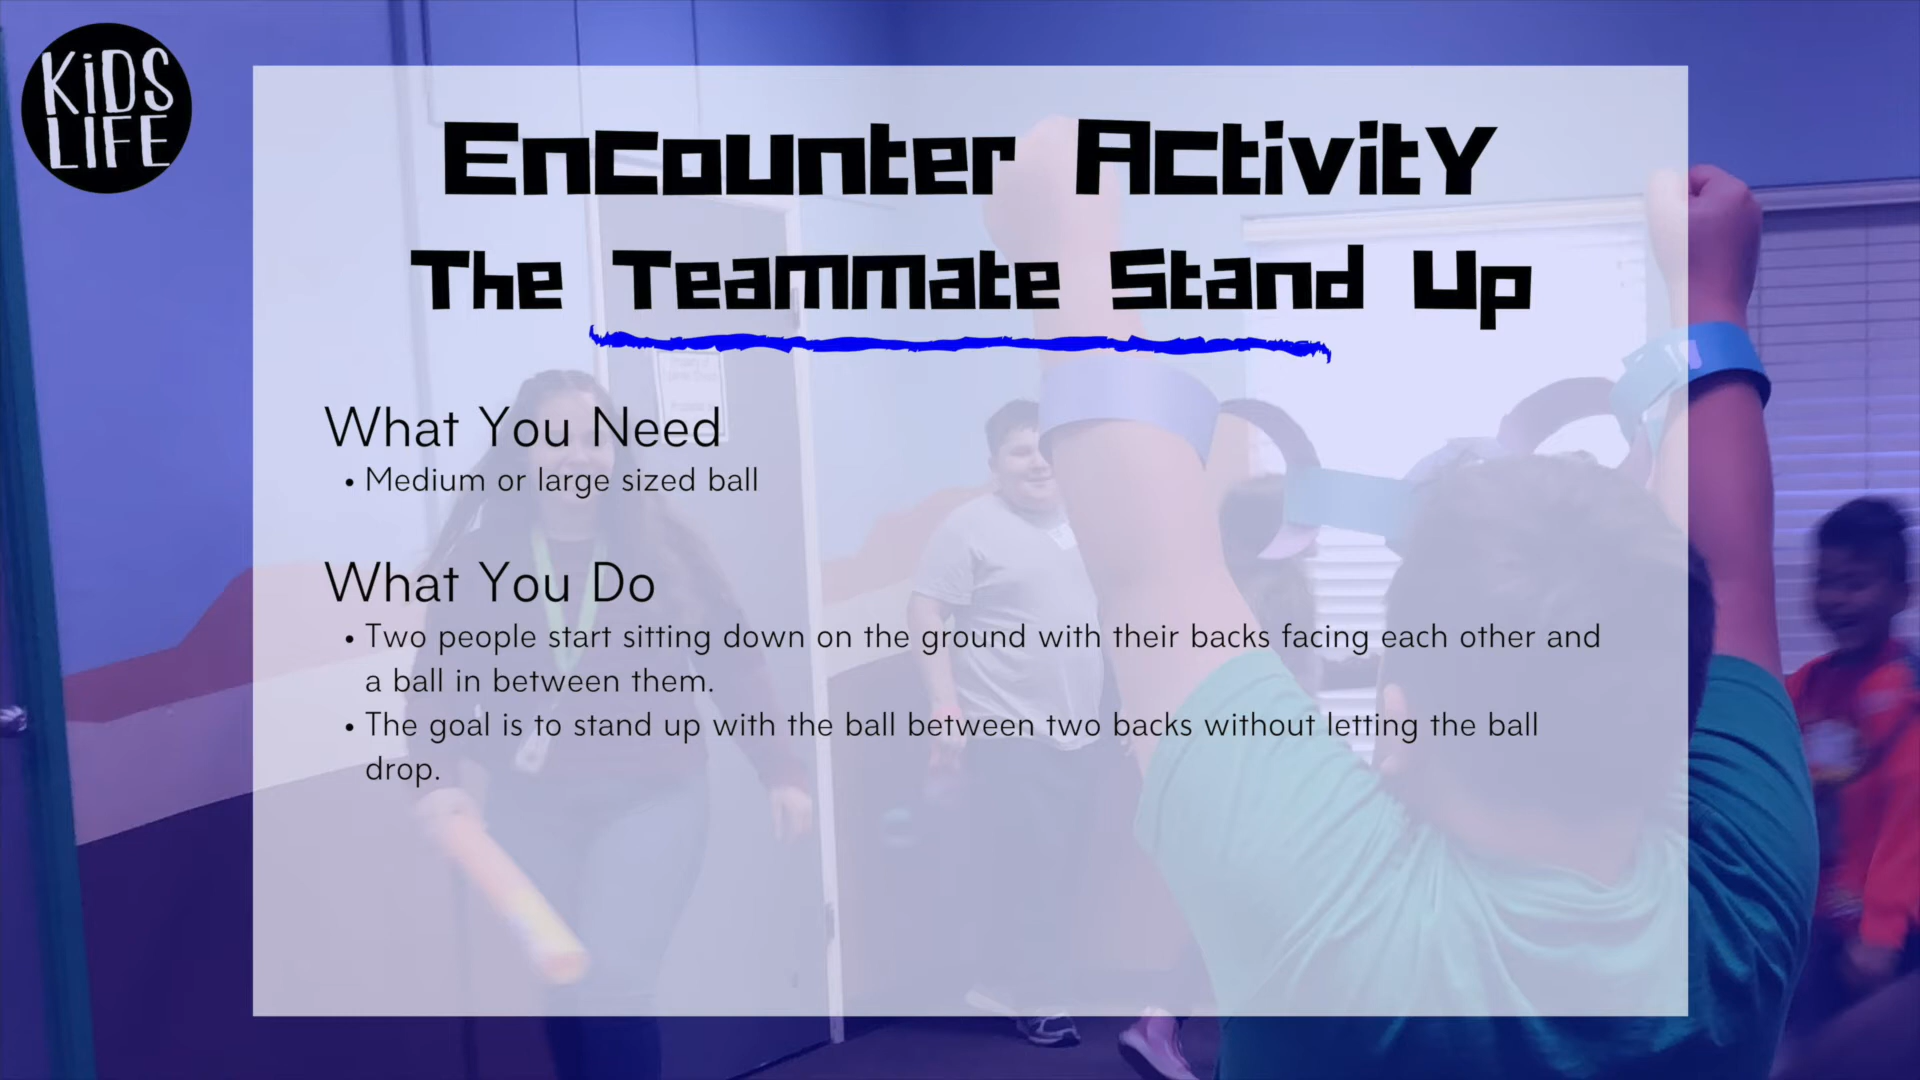 KiDS
LIFE
Encounter Activity
The Teammate Stand Up
What You Need
• Medium or large sized ball
What You Do
• Two people start sitting down on the ground with their backs facing each other and
a ball in between them.
• The goal is to stand up with the ball between two backs without letting the ball
drop.